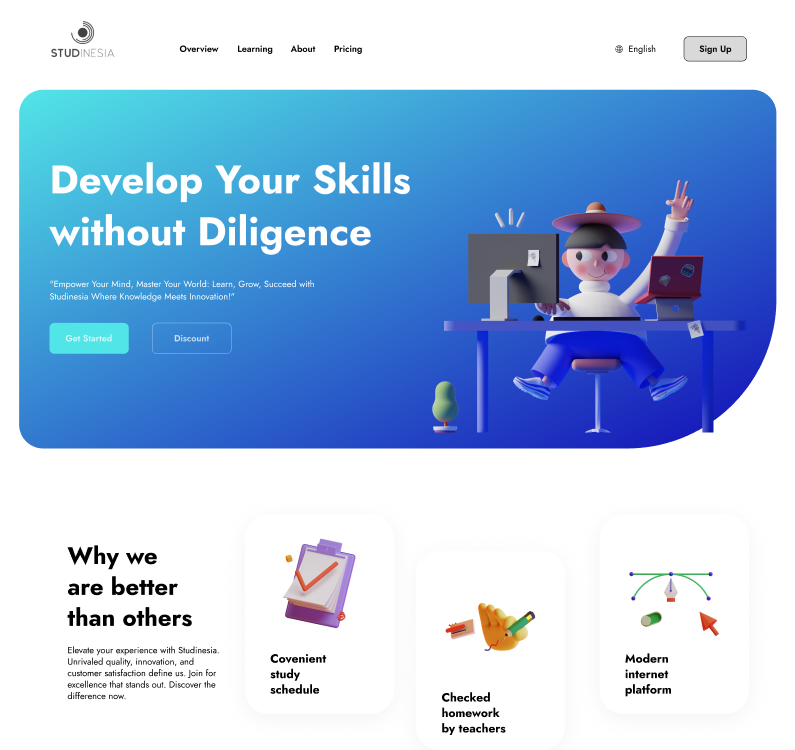 STUDINESIA
Overview
Learning
About
Pricing
English
Sign Up
Develop Your Skills
without Diligence
"Empower Your Mind, Master Your World: Learn, Grow, Succeed with
Studinesia Where Knowledge Meets Innovation!"
Get Started
Discount
Why we
are better
than others
Elevate your experience with Studinesia.
Unrivaled quality, innovation, and
customer satisfaction define us. Join for
excellence that stands out. Discover the
difference now.
Covenient
study
schedule
Checked
homework
by teachers
Modern
internet
platform